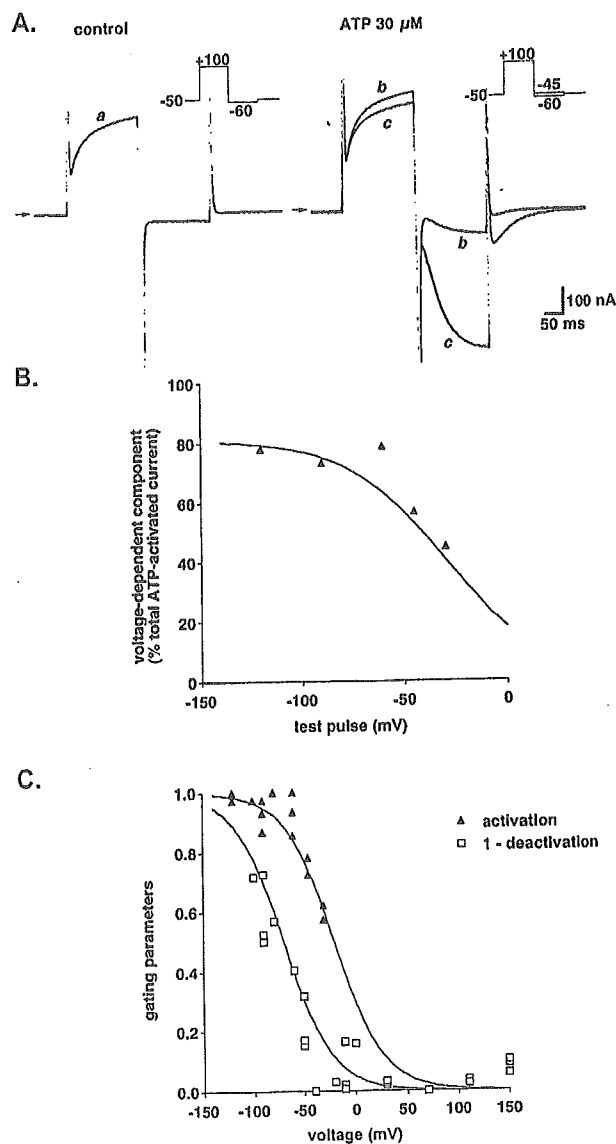 A.
control
ATP 30 µM
+100
-50
-60
a
+100
-50
-45
-60
b
c
b
c
100 nA
50 ms
B.
voltage-dependent component
(% total ATP-activated current)
100
80
60
40
20
0
-150 -100 -50 0
test pulse (mV)
C.
gating parameters
1.0
0.8
0.6
0.4
0.2
0.0
-150 -100 -50 0 50 100 150
voltage (mV)
activation
1 - deactivation